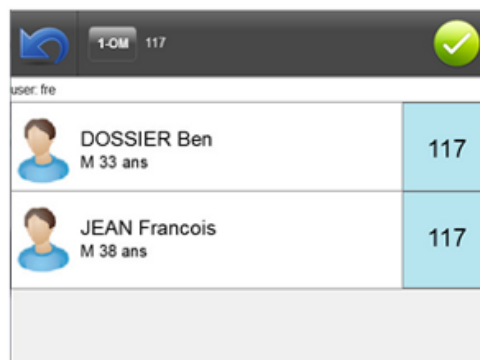 1-OM 117
user: fre
DOSSIER Ben
M 33 ans
117
JEAN Francois
M 38 ans
117